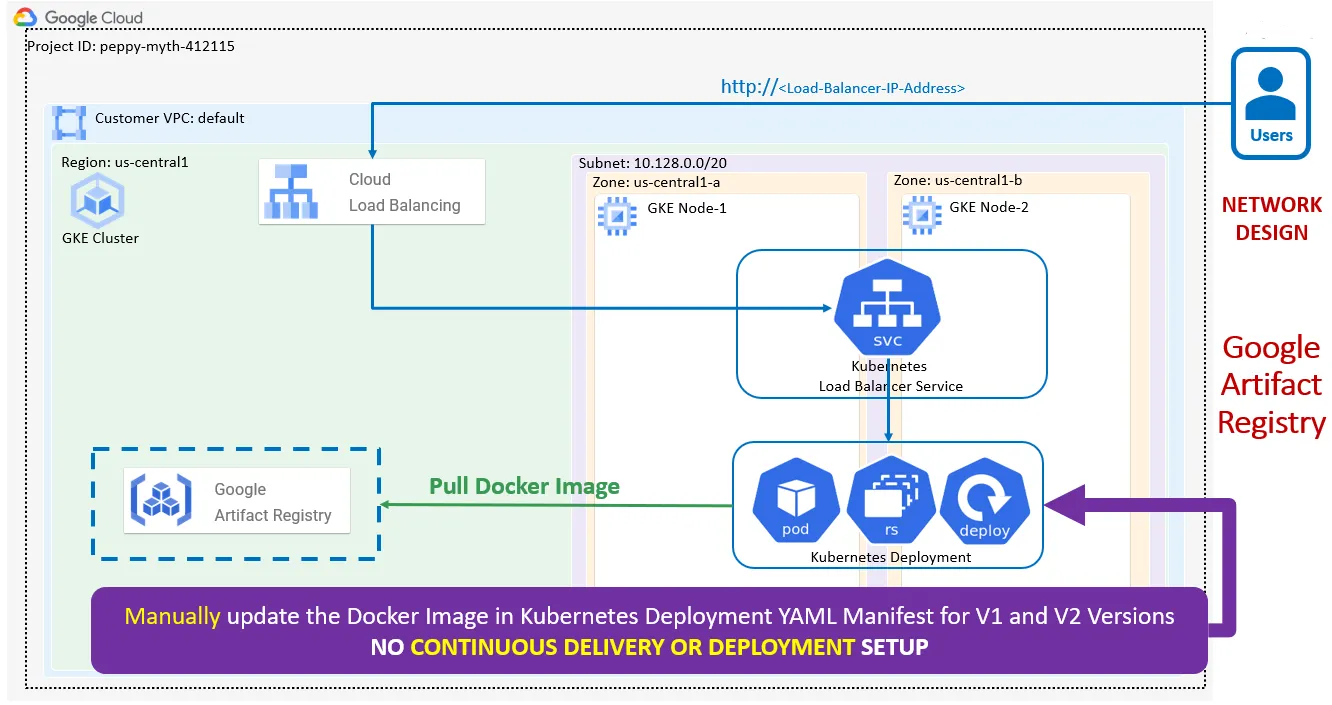 Google Cloud
Project ID: peppy-myth-412115
http://<Load-Balancer-IP-Address>
Users
Customer VPC: default
Region: us-central1
GKE Cluster
Cloud
Load Balancing
Subnet: 10.128.0.0/20
Zone: us-central1-a
GKE Node-1
Zone: us-central1-b
GKE Node-2
NETWORK
DESIGN
svc
Kubernetes
Load Balancer Service
Google
Artifact
Registry
Google
Artifact Registry
Pull Docker Image
pod
rs
deploy
Kubernetes Deployment
Manually update the Docker Image in Kubernetes Deployment YAML Manifest for V1 and V2 Versions
NO CONTINUOUS DELIVERY OR DEPLOYMENT SETUP